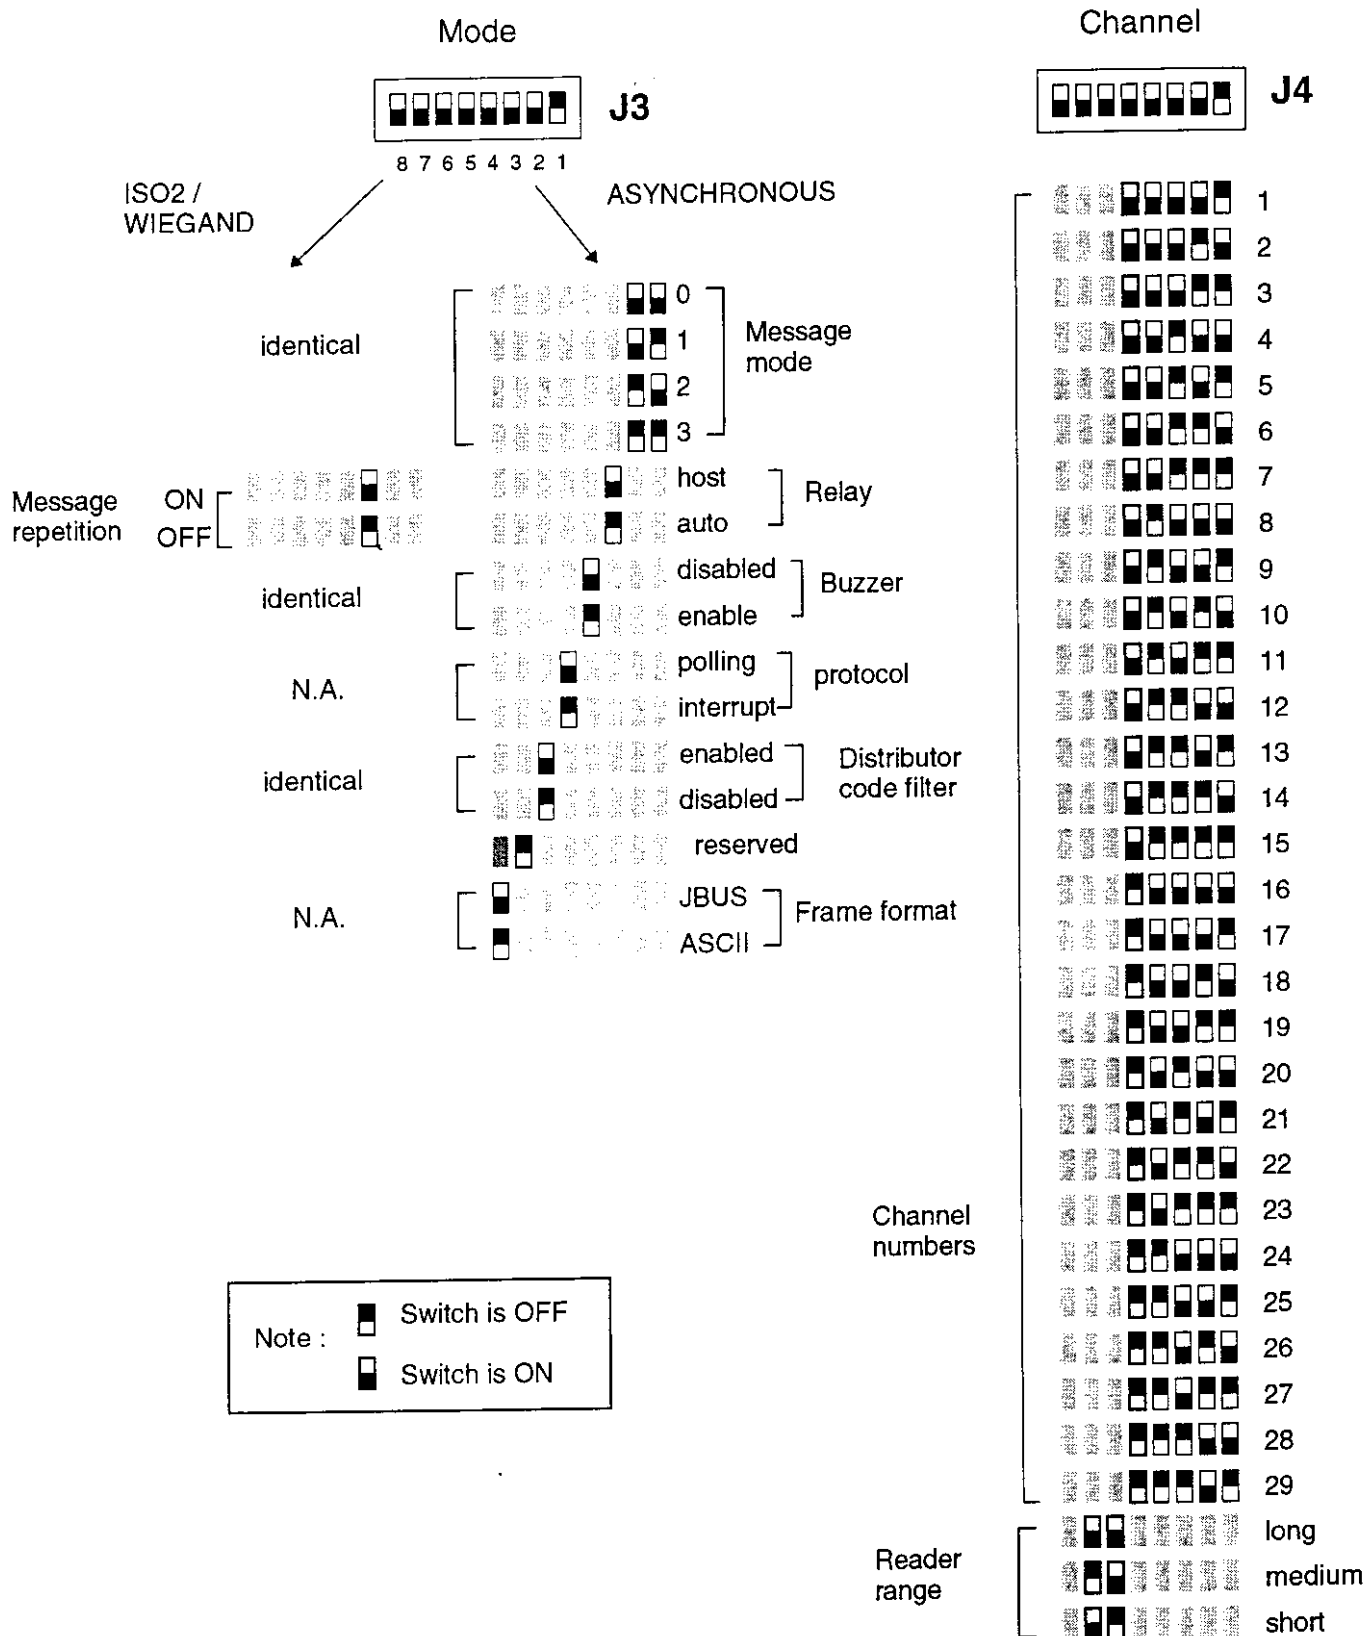 Mode
J3
8 7 6 5 4 3 2 1
ISO2 /
WIEGAND
ASYNCHRONOUS
identical
0
1
2
3
Message
mode
Message
repetition
ON
OFF
host
auto
Relay
identical
disabled
enable
Buzzer
N.A.
polling
interrupt
protocol
identical
enabled
disabled
Distributor
code filter
reserved
N.A.
JBUS
ASCII
Frame format
Note :
Switch is OFF
Switch is ON
Channel
J4
1
2
3
4
5
6
7
8
9
10
11
12
13
14
15
16
17
18
19
20
21
22
23
24
25
26
27
28
29
Channel
numbers
Reader
range
long
medium
short